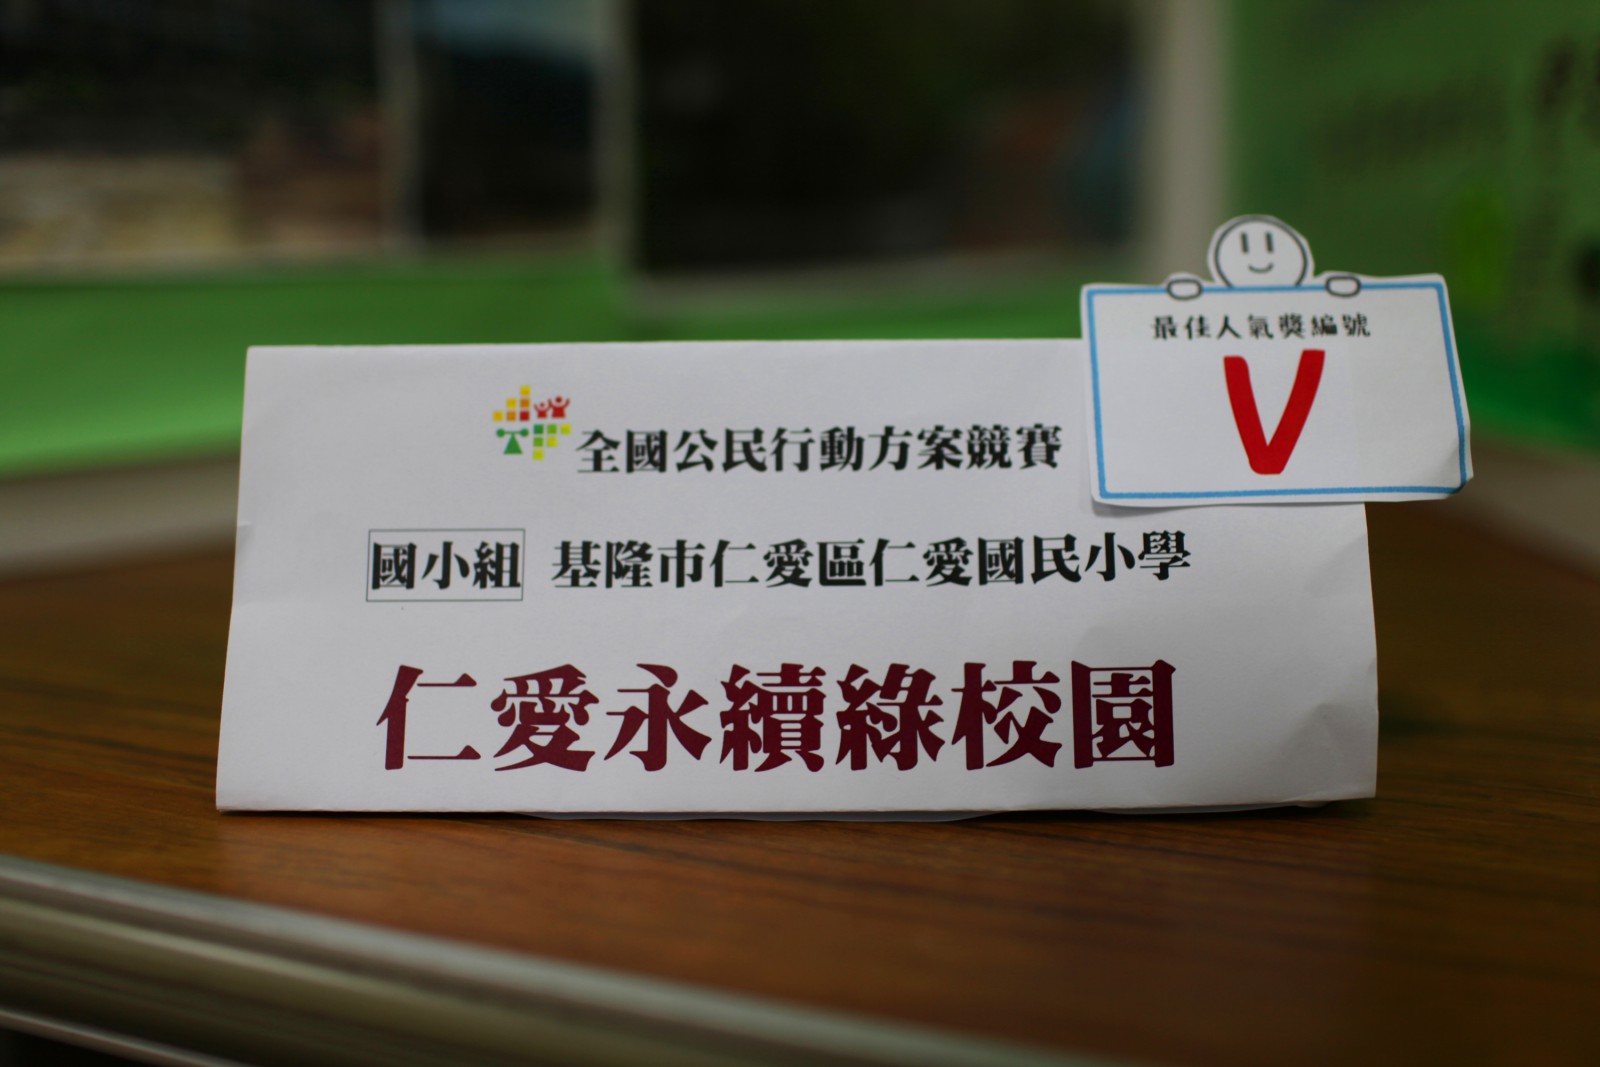 最佳人氣獎編號
V
全國公民行動方案競賽
國小組 基隆市仁愛區仁愛國民小學
仁愛永續綠校園